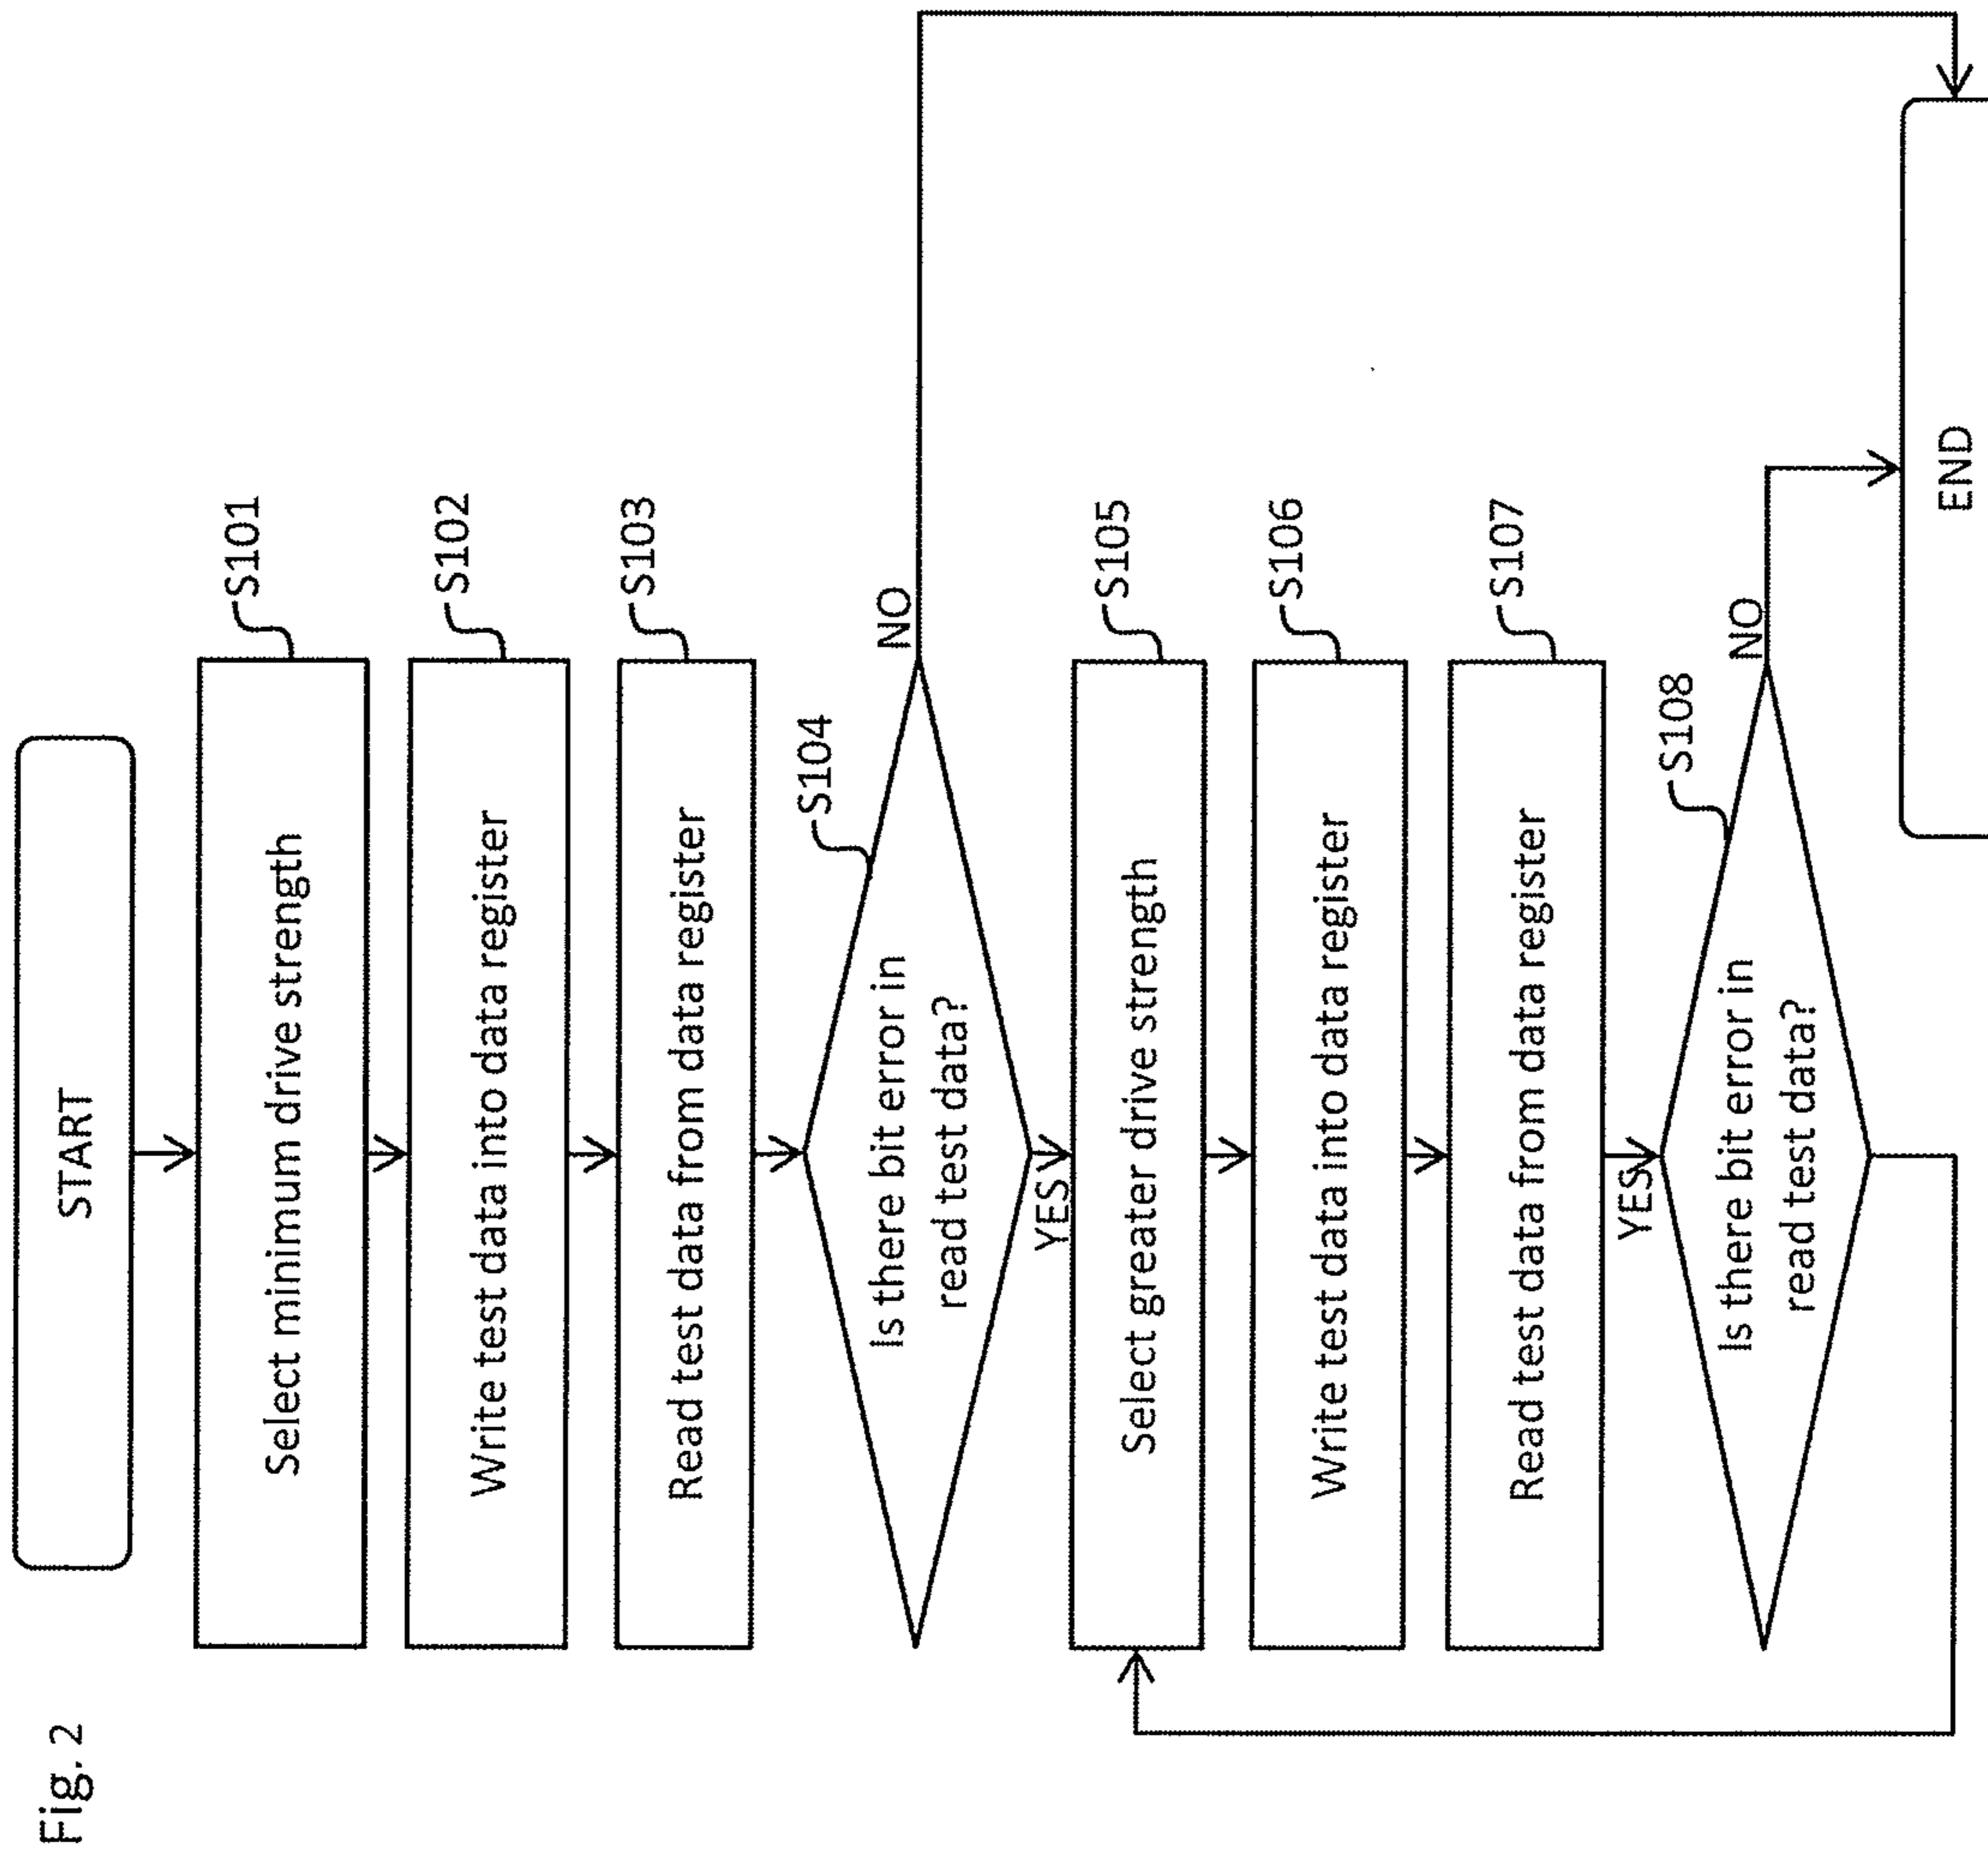 Fig. 2
START
Select minimum drive strength
S101
Write test data into data register
S102
Read test data from data register
S103
S104
Is there bit error in
read test data?
NO
YES
Select greater drive strength
S105
Write test data into data register
S106
Read test data from data register
S107
YES
S108
Is there bit error in
read test data?
NO
END